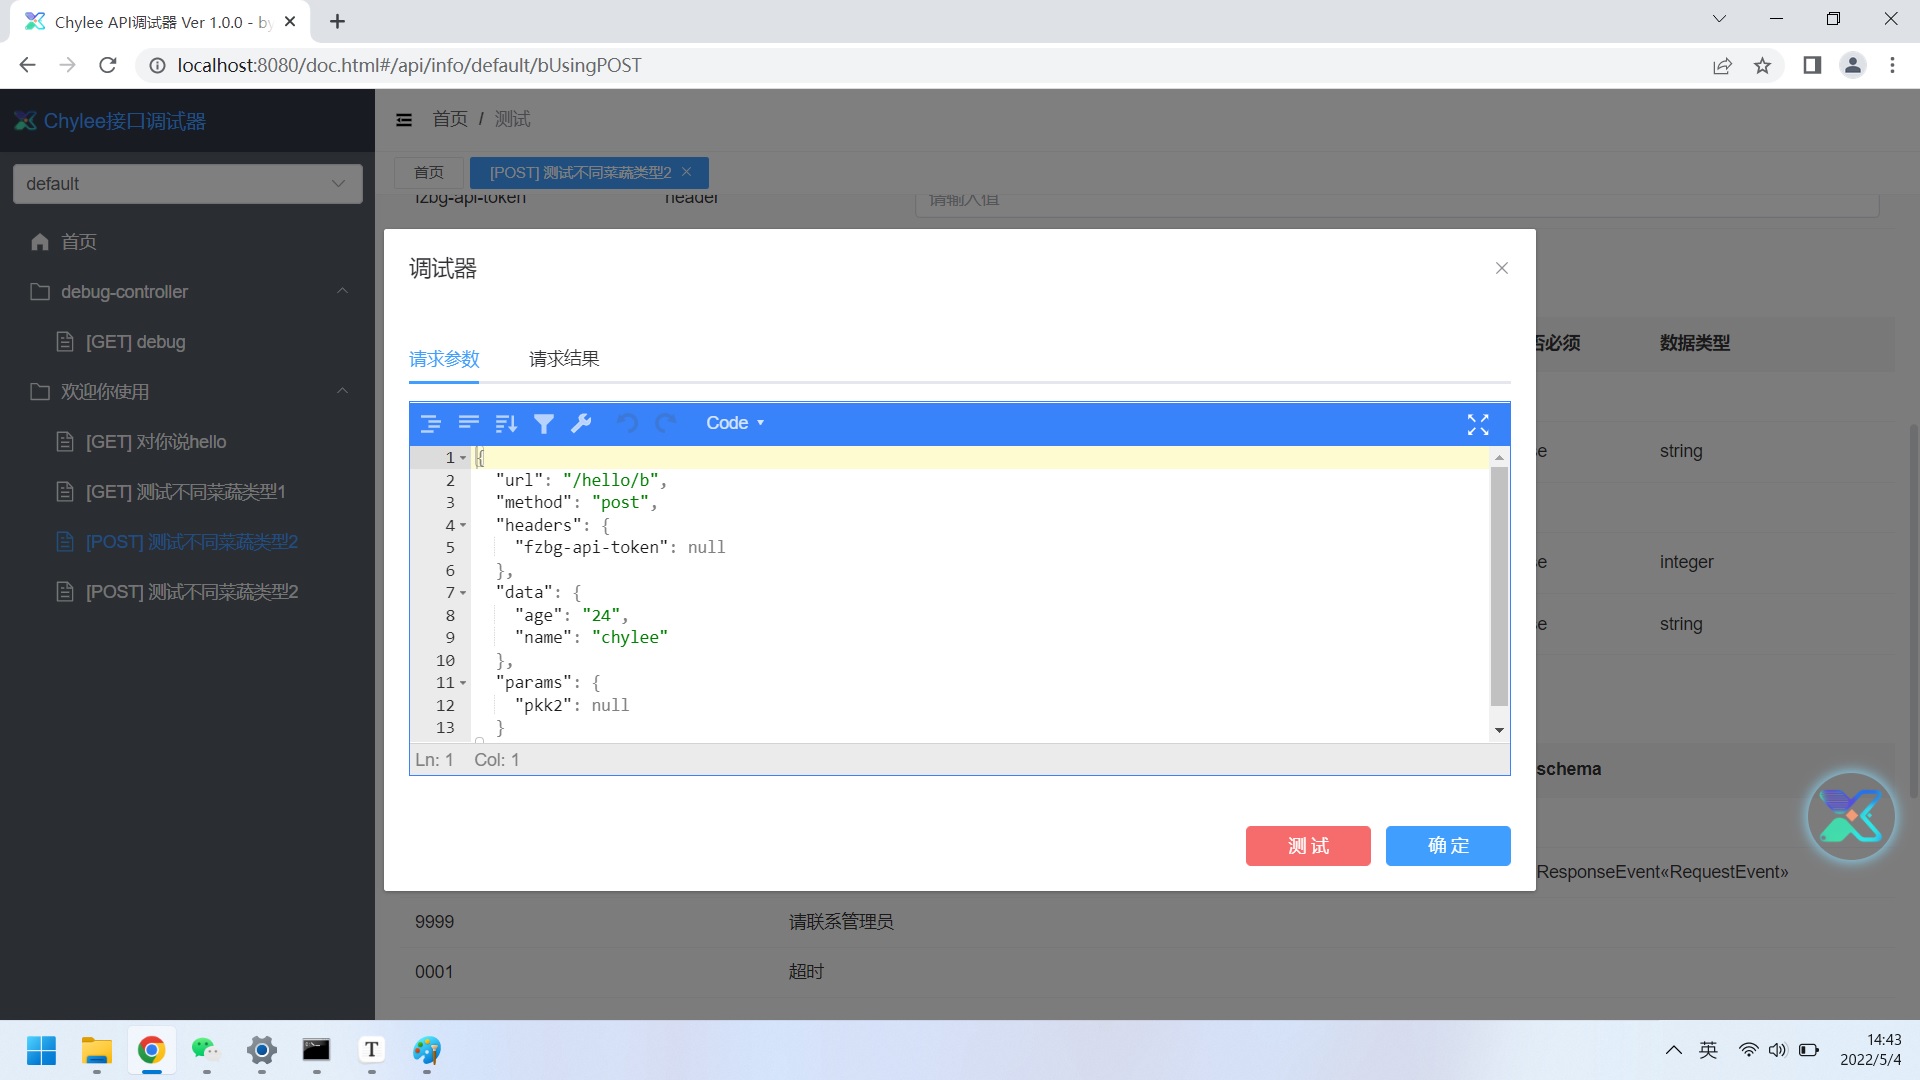 Chylee API调试器 Ver 1.0.0 - by
localhost:8080/doc.html#/api/info/default/bUsingPOST
Chylee接口调试器
default
首页
debug-controller
[GET] debug
欢迎你使用
[GET] 对你说hello
[GET] 测试不同菜蔬类型1
[POST] 测试不同菜蔬类型2
[POST] 测试不同菜蔬类型2
首页 / 测试
首页
[POST] 测试不同菜蔬类型2
fzbg-api-token header 请输入值
调试器
请求参数 请求结果
Code
1 {
2 "url": "/hello/b",
3 "method": "post",
4 "headers": {
5 "fzbg-api-token": null
6 },
7 "data": {
8 "age": "24",
9 "name": "chylee"
10 },
11 "params": {
12 "pkk2": null
13 }
Ln: 1 Col: 1
测 试 确 定
必须 数据类型
e string
e integer
e string
schema
ResponseEvent«RequestEvent»
9999 请联系管理员
0001 超时
T
英
14:43
2022/5/4